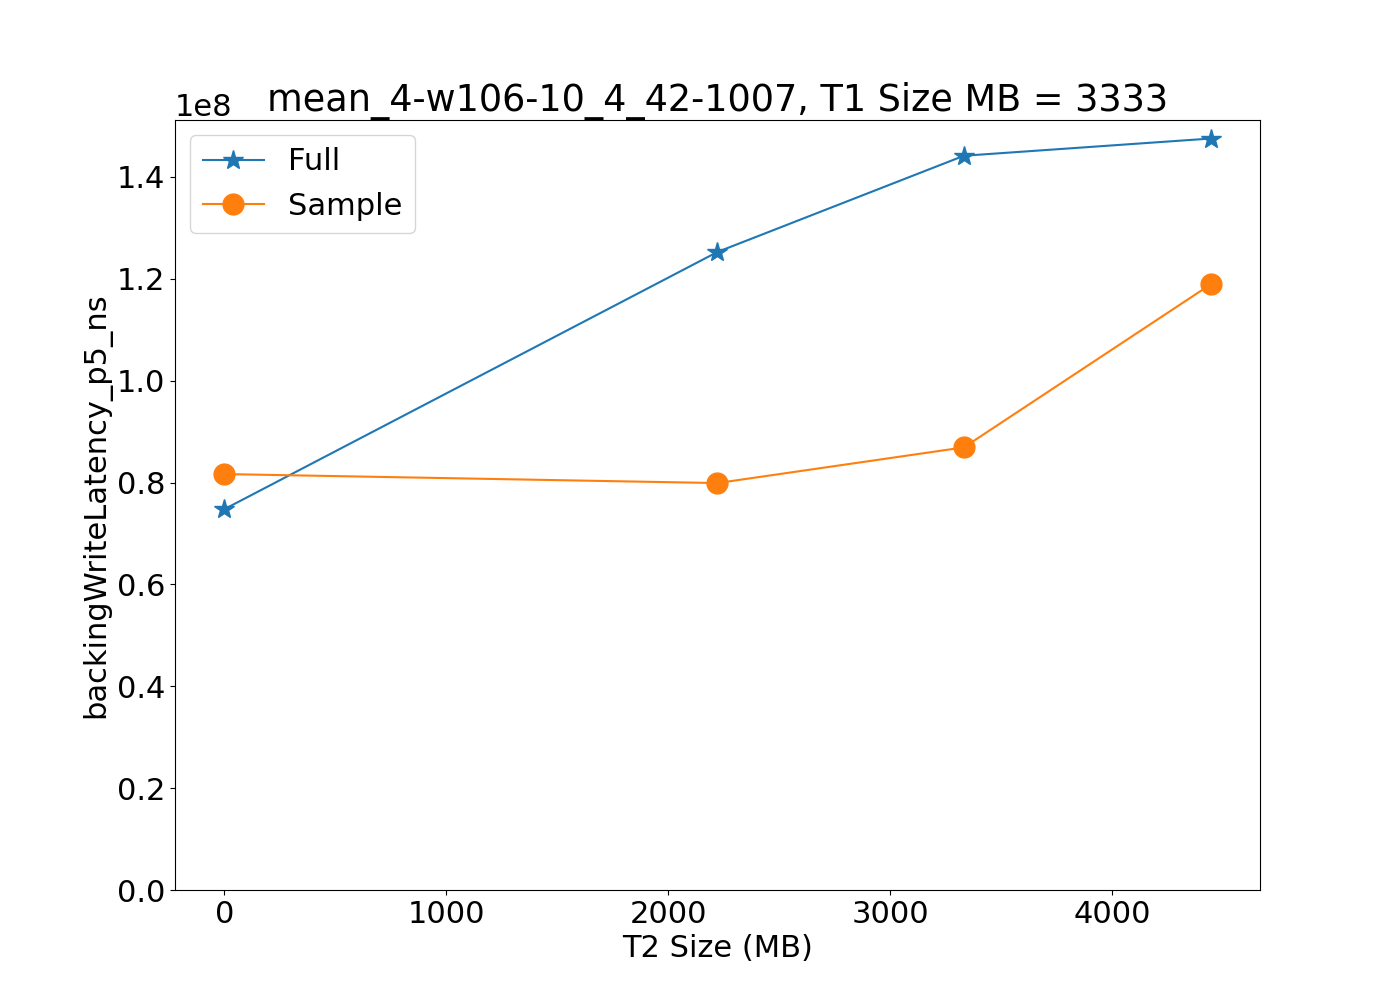 1e8
mean_4-w106-10_4_42-1007, T1 Size MB = 3333
Full
Sample
backingWriteLatency_p5_ns
1.4
1.2
1.0
0.8
0.6
0.4
0.2
0.0
0 1000 2000 3000 4000
T2 Size (MB)